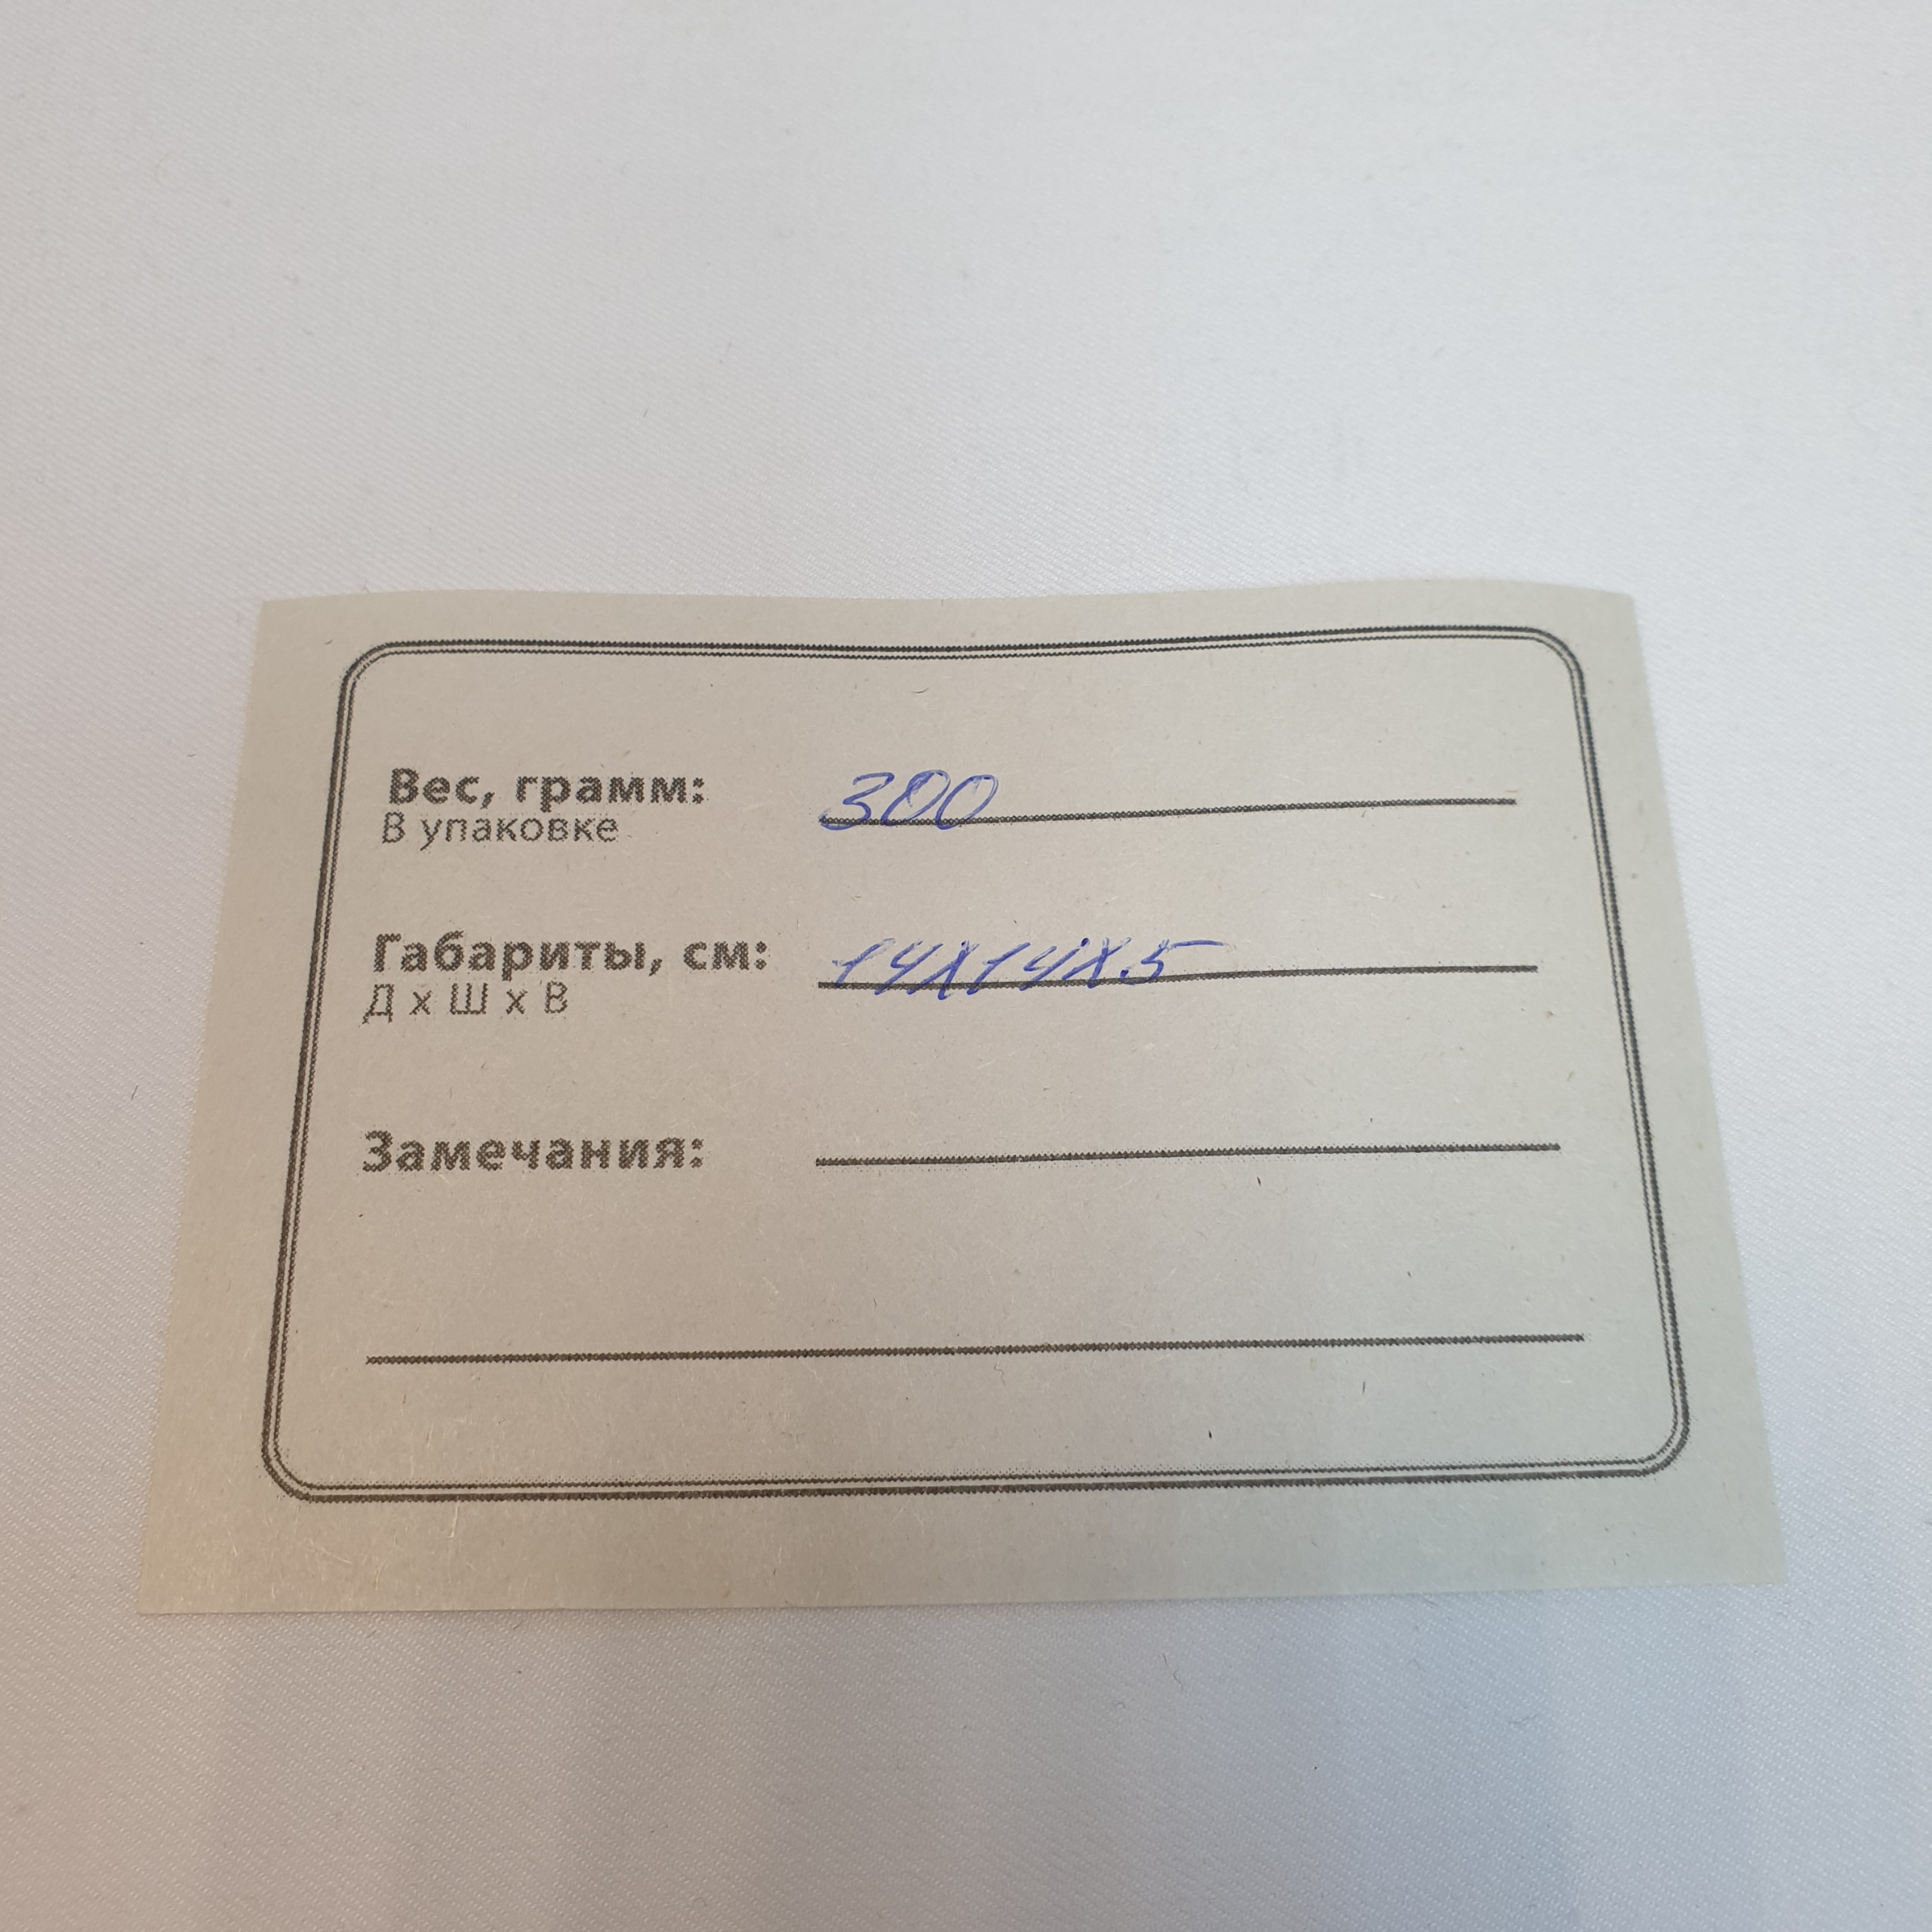 Вес, грамм: 300
В упаковке
Габариты, см: 14X14X5
Д х Ш х В
Замечания: